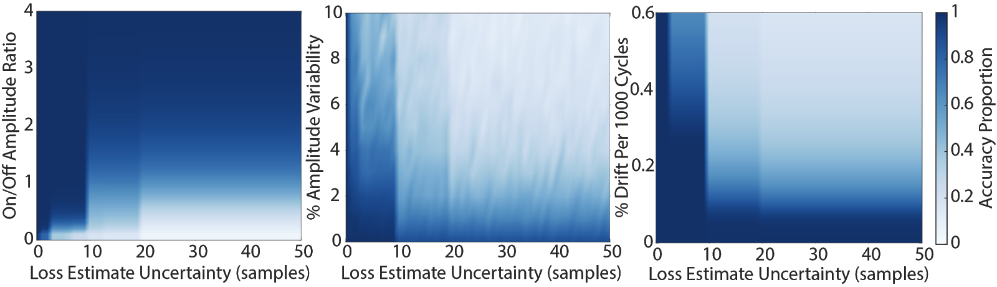 On/Off Amplitude Ratio
4
3
2
1
0
0 10 20 30 40 50
Loss Estimate Uncertainty (samples)
% Amplitude Variability
10
8
6
4
2
0
0 10 20 30 40 50
Loss Estimate Uncertainty (samples)
% Drift Per 1000 Cycles
0.6
0.4
0.2
0
0 10 20 30 40 50
Loss Estimate Uncertainty (samples)
1
0.8
0.6
0.4
0.2
0
Accuracy Proportion